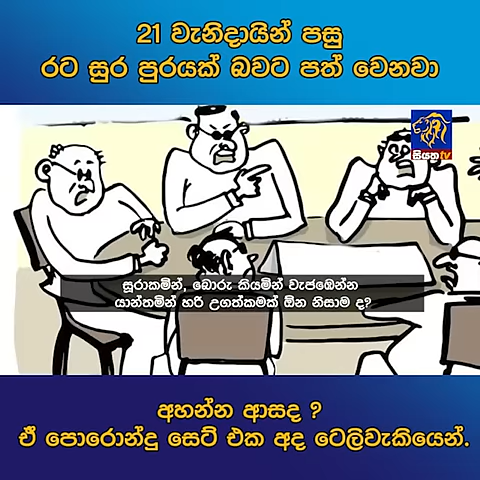 21 වැනිදායින් පසු
රට සුර පුරයක් බවට පත් වෙනවා
සියත tv
සූරාකමින්, බොරු කියමින් වැජඹෙන්න
යාන්තමින් හරි උගත්කමක් ඕන නිසාම ද?
අහන්න ආසද ?
ඒ පොරොන්දු සෙට් එක අද ටෙලිවැකියෙන්.